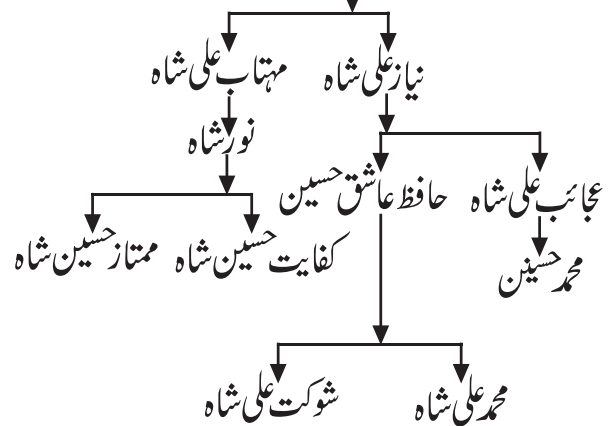 نیاز علی شاہ
مہتاب علی شاہ
نور شاہ
عجائب علی شاہ
حافظ عاشق حسین
کفایت حسین شاہ
ممتاز حسین شاہ
محمد حسینن
محمد علی شاہ
شوکت علی شاہ